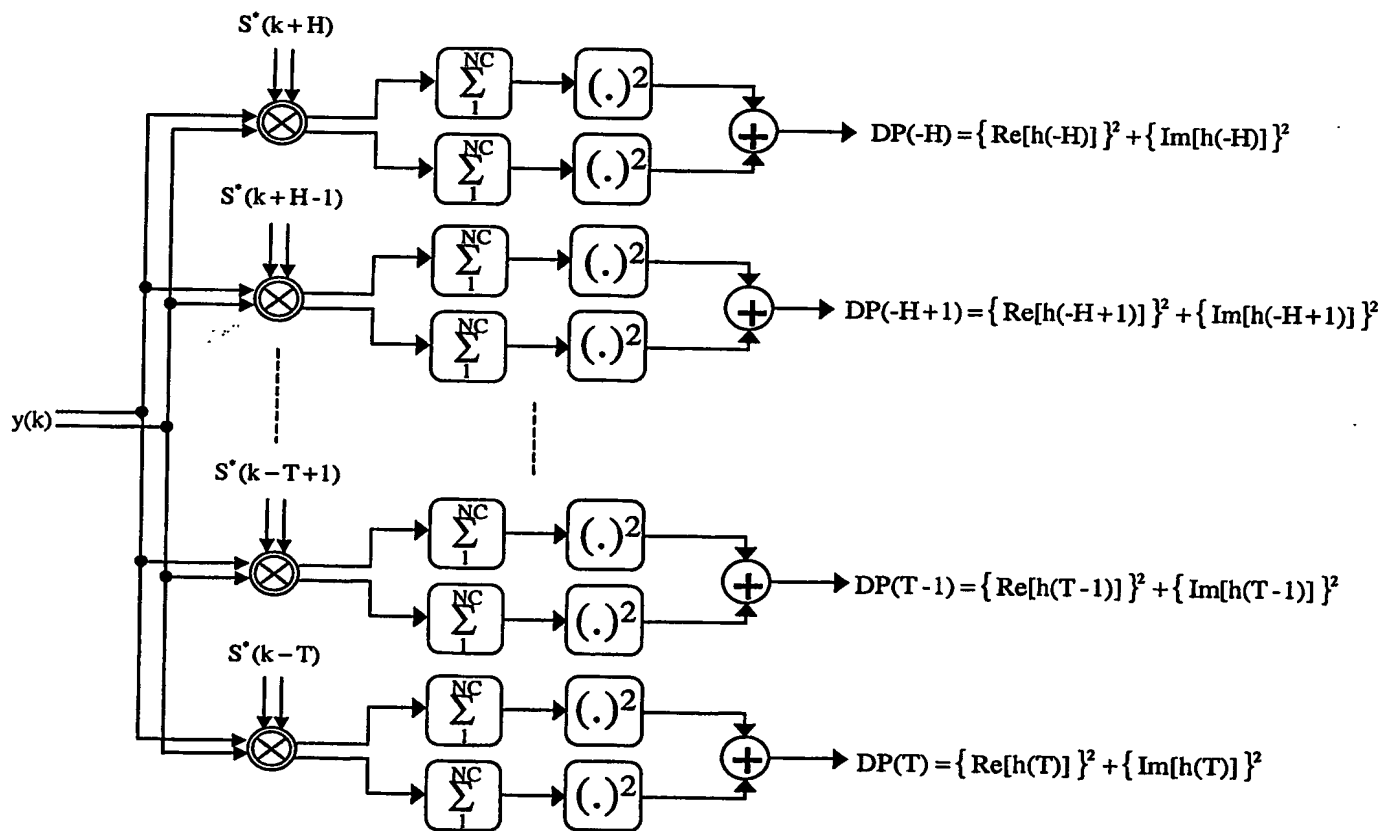 S*(k+H)
NC
∑
1
(.)²
NC
∑
1
(.)²
+
DP(-H) = { Re[h(-H)] }² + { Im[h(-H)] }²
S*(k+H-1)
NC
∑
1
(.)²
NC
∑
1
(.)²
+
DP(-H+1) = { Re[h(-H+1)] }² + { Im[h(-H+1)] }²
y(k)
S*(k-T+1)
NC
∑
1
(.)²
NC
∑
1
(.)²
+
DP(T-1) = { Re[h(T-1)] }² + { Im[h(T-1)] }²
S*(k-T)
NC
∑
1
(.)²
NC
∑
1
(.)²
+
DP(T) = { Re[h(T)] }² + { Im[h(T)] }²